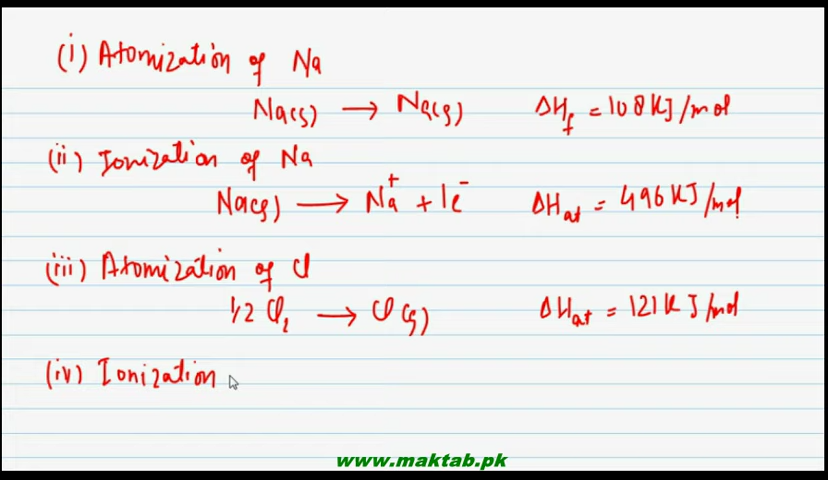 (i) Atomization of Na
Na(s) → Na(g) ΔHf = 108 KJ/mol
(ii) Ionization of Na
Na(g) → Na⁺ + 1e⁻ ΔHat = 496 KJ/mol
(iii) Atomization of Cl
1/2 Cl₂ → Cl(g) ΔHat = 121 KJ/mol
(iv) Ionization
www.maktab.pk